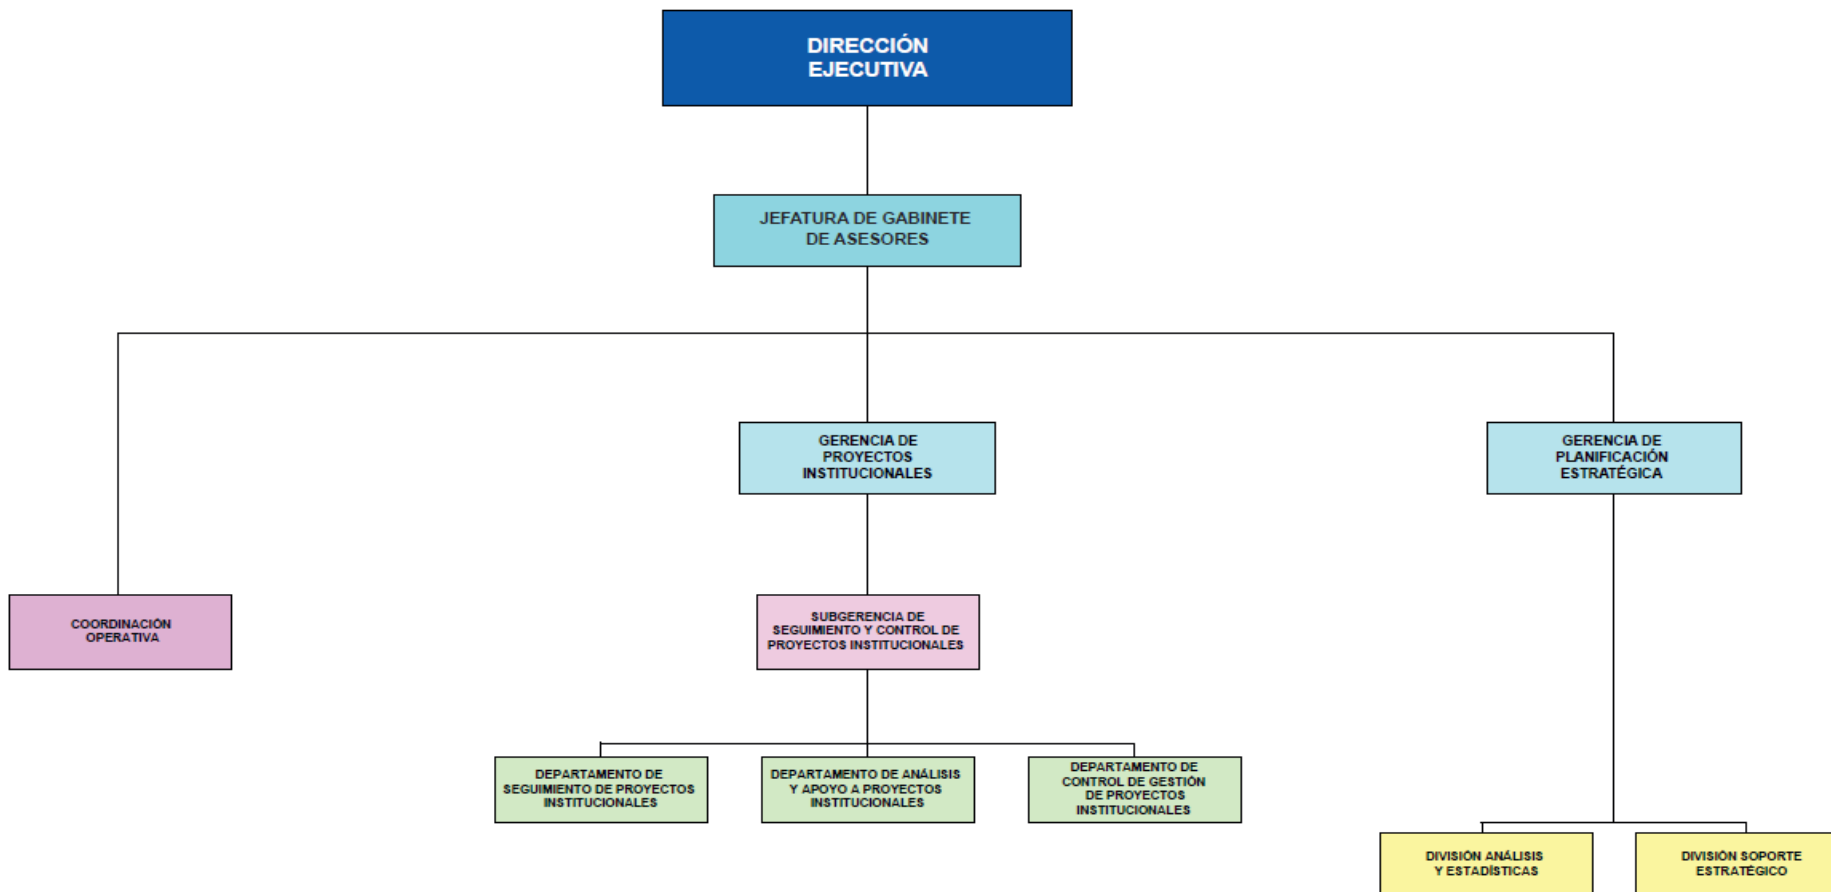 DIRECCIÓN
EJECUTIVA
JEFATURA DE GABINETE
DE ASESORES
GERENCIA DE
PROYECTOS
INSTITUCIONALES
GERENCIA DE
PLANIFICACIÓN
ESTRATÉGICA
COORDINACIÓN
OPERATIVA
SUBGERENCIA DE
SEGUIMIENTO Y CONTROL DE
PROYECTOS INSTITUCIONALES
DEPARTAMENTO DE
SEGUIMIENTO DE PROYECTOS
INSTITUCIONALES
DEPARTAMENTO DE ANÁLISIS
Y APOYO A PROYECTOS
INSTITUCIONALES
DEPARTAMENTO DE
CONTROL DE GESTIÓN
DE PROYECTOS
INSTITUCIONALES
DIVISIÓN ANÁLISIS
Y ESTADÍSTICAS
DIVISIÓN SOPORTE
ESTRATÉGICO